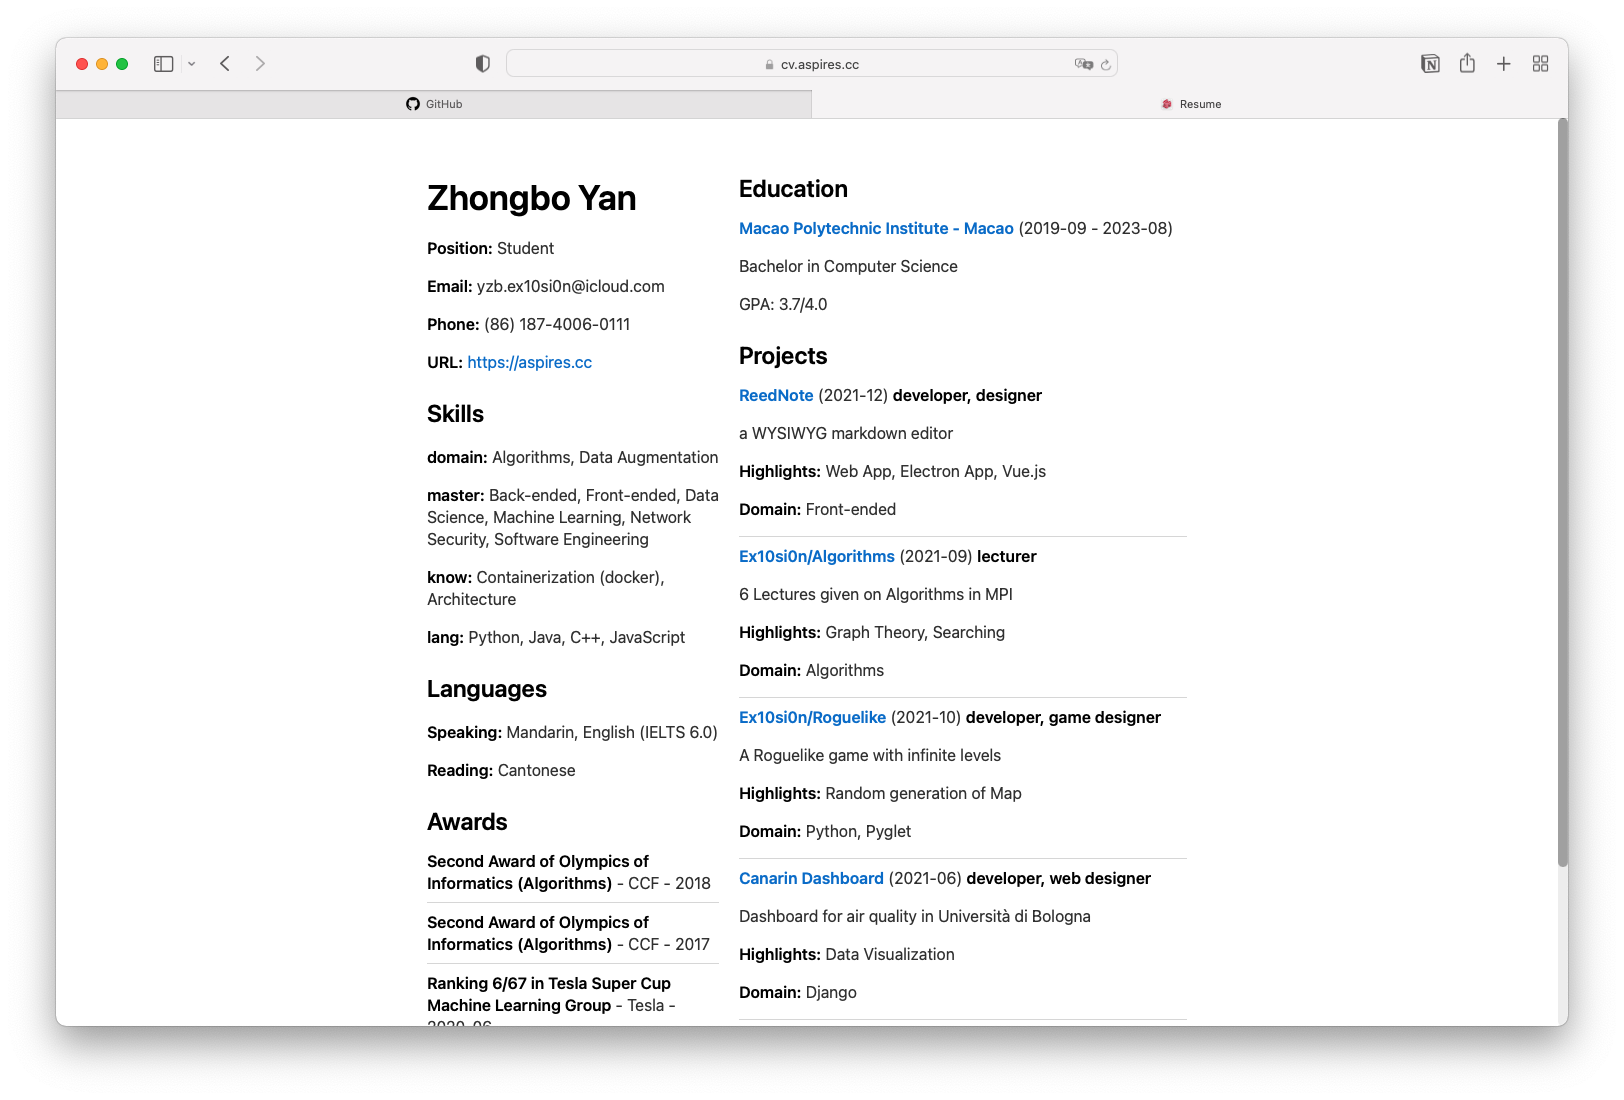 cv.aspires.cc
GitHub
Resume
Zhongbo Yan
Position: Student
Email: yzb.ex10si0n@icloud.com
Phone: (86) 187-4006-0111
URL: https://aspires.cc
Skills
domain: Algorithms, Data Augmentation
master: Back-ended, Front-ended, Data
Science, Machine Learning, Network
Security, Software Engineering
know: Containerization (docker),
Architecture
lang: Python, Java, C++, JavaScript
Languages
Speaking: Mandarin, English (IELTS 6.0)
Reading: Cantonese
Awards
Second Award of Olympics of
Informatics (Algorithms) - CCF - 2018
Second Award of Olympics of
Informatics (Algorithms) - CCF - 2017
Ranking 6/67 in Tesla Super Cup
Machine Learning Group - Tesla -
2020-06
Education
Macao Polytechnic Institute - Macao (2019-09 - 2023-08)
Bachelor in Computer Science
GPA: 3.7/4.0
Projects
ReedNote (2021-12) developer, designer
a WYSIWYG markdown editor
Highlights: Web App, Electron App, Vue.js
Domain: Front-ended
Ex10si0n/Algorithms (2021-09) lecturer
6 Lectures given on Algorithms in MPI
Highlights: Graph Theory, Searching
Domain: Algorithms
Ex10si0n/Roguelike (2021-10) developer, game designer
A Roguelike game with infinite levels
Highlights: Random generation of Map
Domain: Python, Pyglet
Canarin Dashboard (2021-06) developer, web designer
Dashboard for air quality in Università di Bologna
Highlights: Data Visualization
Domain: Django